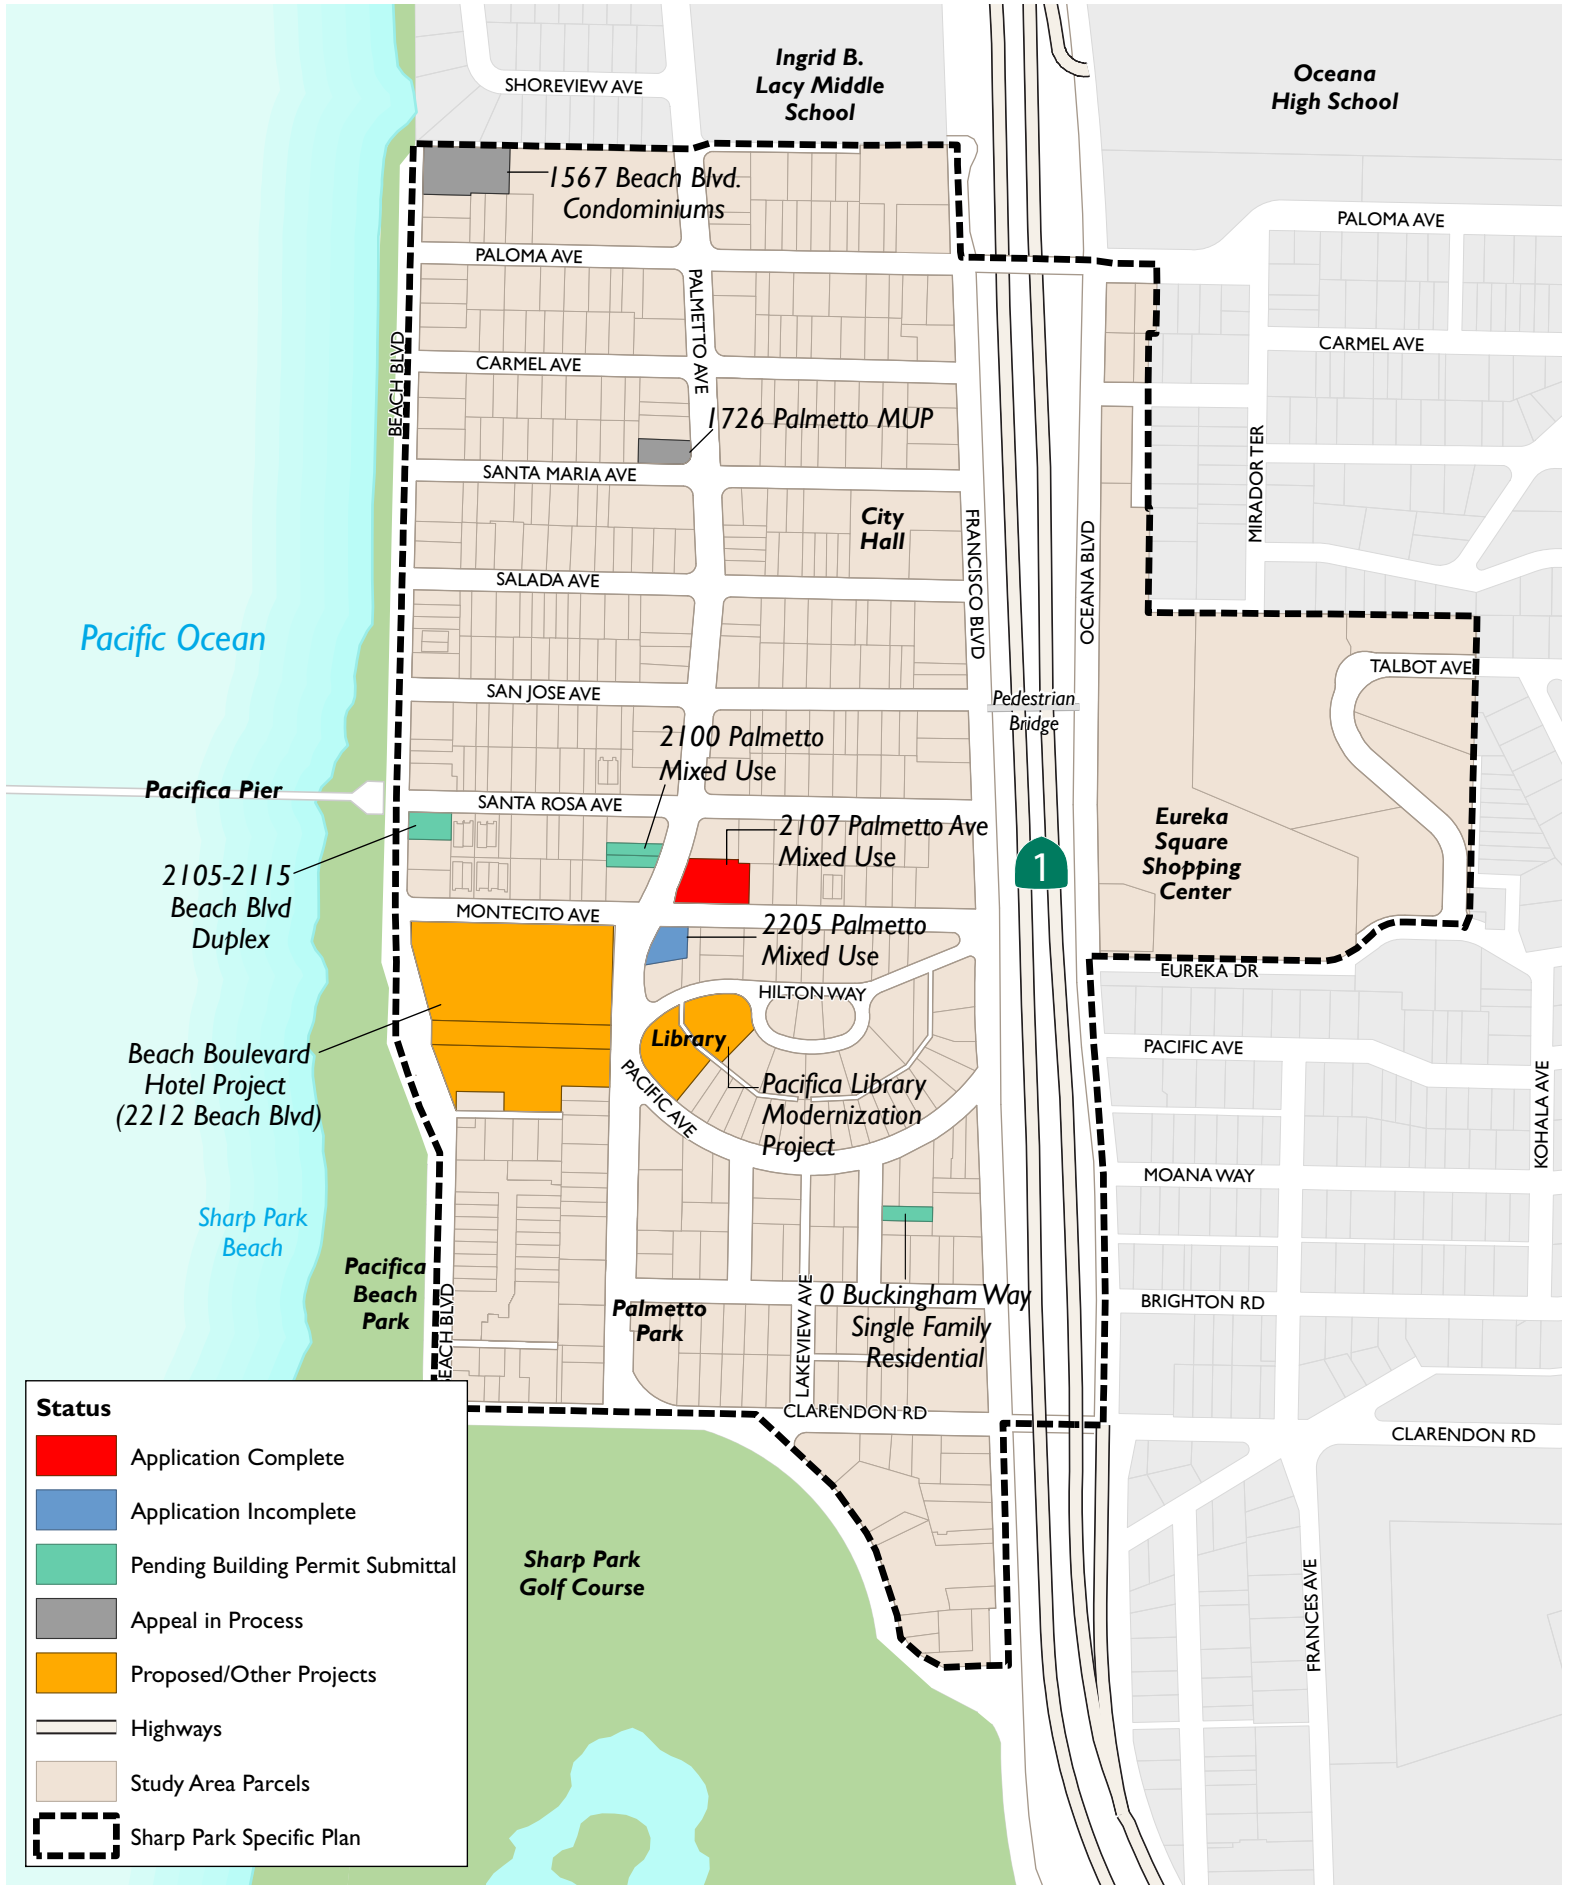 SHOREVIEW AVE
Ingrid B.
Lacy Middle
School
Oceana
High School
1567 Beach Blvd.
Condominiums
PALOMA AVE
PALOMA AVE
PALMETTO AVE
BEACH BLVD
CARMEL AVE
CARMEL AVE
1726 Palmetto MUP
SANTA MARIA AVE
MIRADOR TER
City
Hall
FRANCISCO BLVD
OCEANA BLVD
SALADA AVE
Pacific Ocean
TALBOT AVE
SAN JOSE AVE
Pedestrian
Bridge
2100 Palmetto
Mixed Use
Pacifica Pier
SANTA ROSA AVE
2107 Palmetto Ave
Mixed Use
Eureka
Square
Shopping
Center
1
2105-2115
Beach Blvd
Duplex
MONTECITO AVE
2205 Palmetto
Mixed Use
EUREKA DR
HILTON WAY
Library
Beach Boulevard
Hotel Project
(2212 Beach Blvd)
PACIFIC AVE
PACIFIC AVE
Pacifica Library
Modernization
Project
KOHALA AVE
MOANA WAY
Sharp Park
Beach
Pacifica
Beach
Park
BEACH BLVD
Palmetto
Park
LAKEVIEW AVE
0 Buckingham Way
Single Family
Residential
BRIGHTON RD
CLARENDON RD
CLARENDON RD
Sharp Park
Golf Course
FRANCES AVE
Status
Application Complete
Application Incomplete
Pending Building Permit Submittal
Appeal in Process
Proposed/Other Projects
Highways
Study Area Parcels
Sharp Park Specific Plan